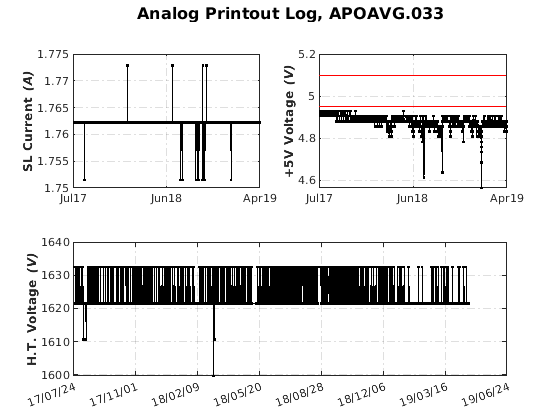 Analog Printout Log, APOAVG.033
SL Current (A)
1.775
1.77
1.765
1.76
1.755
1.75
Jul17
Jun18
Apr19
+5V Voltage (V)
5.2
5
4.8
4.6
Jul17
Jun18
Apr19
H.T. Voltage (V)
1640
1630
1620
1610
1600
17/07/24
17/11/01
18/02/09
18/05/20
18/08/28
18/12/06
19/03/16
19/06/24